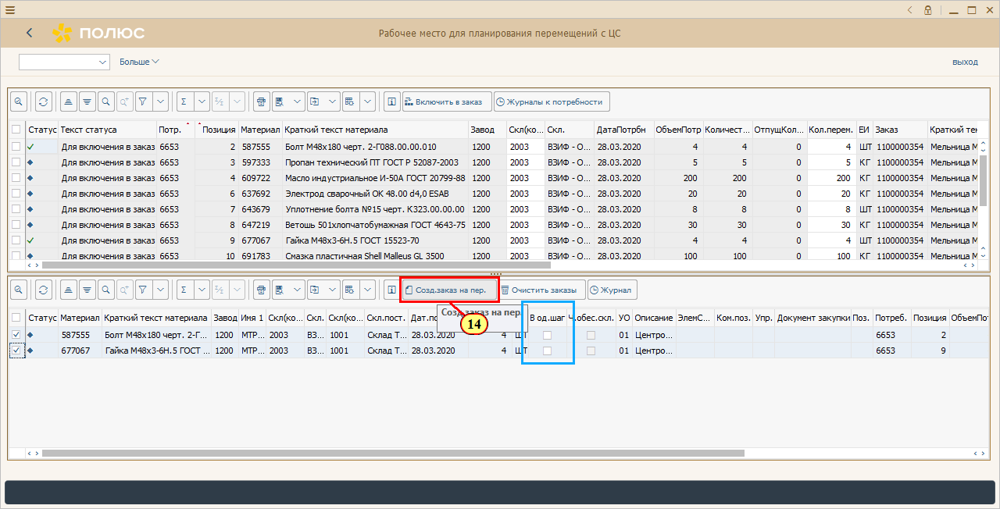 ПОЛЮС
Рабочее место для планирования перемещений с ЦС
Больше
выход
Включить в заказ Журналы к потребности
Статус Текст статуса Потр. Позиция Материал Краткий текст материала Завод Скл(ко... Скл. ДатаПотрбн ОбъемПотр Количест... ОтпущКол... Кол.перем. ЕИ Заказ Краткий тек
Для включения в заказ 6653 2 587555 Болт М48х180 черт. 2-Г088.00.00.010 1200 2003 ВЗИФ - О... 28.03.2020 4 4 0 4 ШТ 1100000354 Мельница М
Для включения в заказ 6653 3 597333 Пропан технический ПТ ГОСТ Р 52087-2003 1200 2003 ВЗИФ - О... 28.03.2020 5 5 0 5 КГ 1100000354 Мельница М
Для включения в заказ 6653 4 609722 Масло индустриальное И-50А ГОСТ 20799-88 1200 2003 ВЗИФ - О... 28.03.2020 200 200 0 200 КГ 1100000354 Мельница М
Для включения в заказ 6653 6 637692 Электрод сварочный ОК 48.00 d4,0 ESAB 1200 2003 ВЗИФ - О... 28.03.2020 20 20 0 20 КГ 1100000354 Мельница М
Для включения в заказ 6653 7 643679 Уплотнение болта №15 черт. К323.00.00.00 1200 2003 ВЗИФ - О... 28.03.2020 8 8 0 8 ШТ 1100000354 Мельница М
Для включения в заказ 6653 8 647219 Ветошь 501хлопчатобумажная ГОСТ 4643-75 1200 2003 ВЗИФ - О... 28.03.2020 30 30 0 30 КГ 1100000354 Мельница М
Для включения в заказ 6653 9 677067 Гайка М48х3-6Н.5 ГОСТ 15523-70 1200 2003 ВЗИФ - О... 28.03.2020 4 4 0 4 ШТ 1100000354 Мельница М
Для включения в заказ 6653 10 691783 Смазка пластичная Shell Malleus GL 3500 1200 2003 ВЗИФ - О... 28.03.2020 100 100 0 100 КГ 1100000354 Мельница М
Созд.заказ на пер. Очистить заказы Журнал
Созд.заказ на пер.
14
Статус Материал Краткий текст материала Завод Имя 1 Скл(ко... Скл. Скл(ко... Скл.пост. Дат.по В од.шаг Ч.обес.скл. УО Описание ЭлемС... Ком.поз. Упр. Документ закупки Поз. Потреб. Позиция ОбъемПот
587555 Болт М48х180 черт. 2-Г... 1200 МТР... 2003 ВЗ... 1001 Склад Т... 28.03.2020 4 ШТ 01 Центро... 6653 2
677067 Гайка М48х3-6Н.5 ГОСТ ... 1200 МТР... 2003 ВЗ... 1001 Склад Т... 28.03.2020 4 ШТ 01 Центро... 6653 9